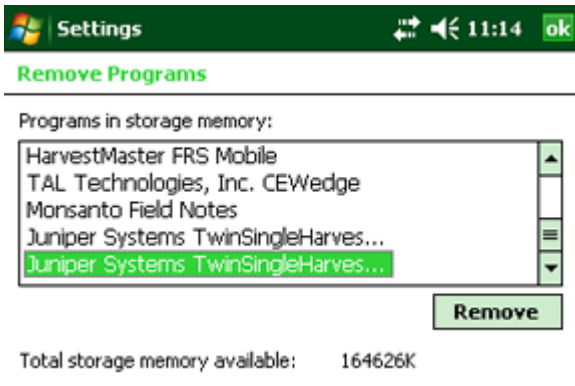 Settings 11:14 ok
Remove Programs
Programs in storage memory:
HarvestMaster FRS Mobile
TAL Technologies, Inc. CEWedge
Monsanto Field Notes
Juniper Systems TwinSingleHarves...
Juniper Systems TwinSingleHarves...
Remove
Total storage memory available: 164626K